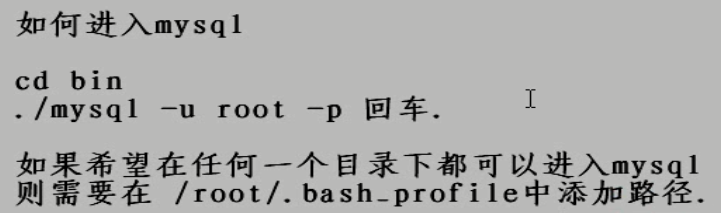 如何进入mysql
cd bin
./mysql -u root -p 回车.
如果希望在任何一个目录下都可以进入mysql
则需要在 /root/.bash_profile中添加路径.